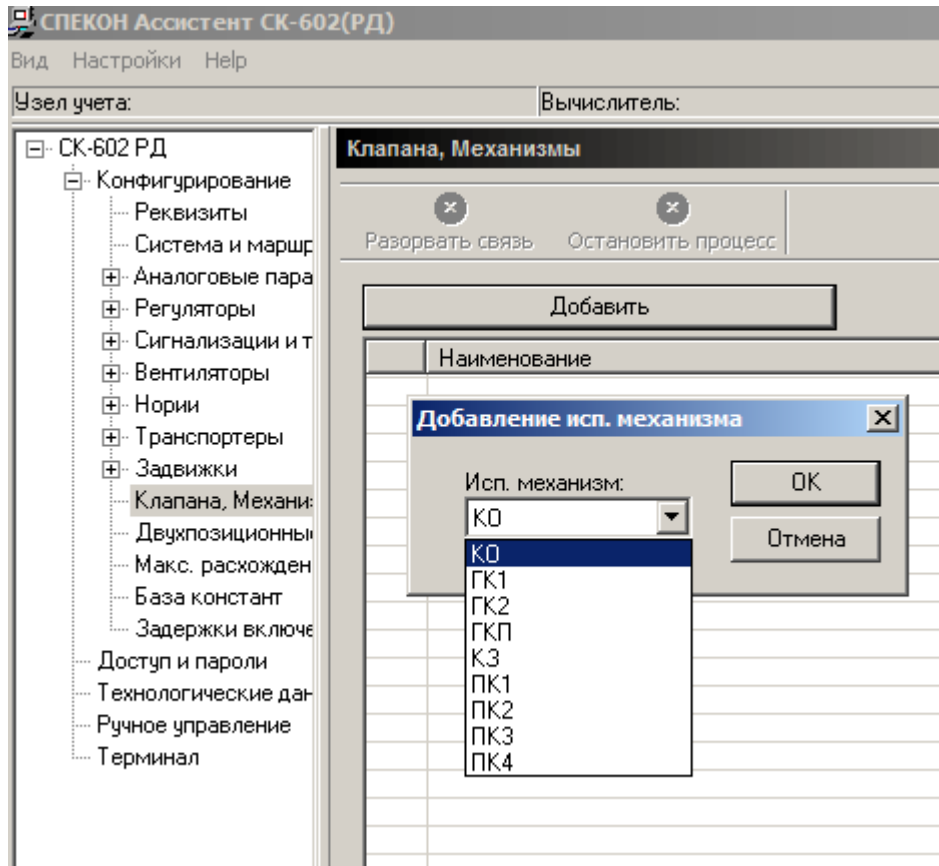 СПЕКОН Ассистент СК-602(РД)
Вид Настройки Help
Узел учета: Вычислитель:
СК-602 РД
Конфигурирование
Реквизиты
Система и маршр
Аналоговые пара
Регуляторы
Сигнализации и т
Вентиляторы
Нории
Транспортеры
Задвижки
Клапана, Механи
Двухпозиционны
Макс. расхожден
База констант
Задержки включе
Доступ и пароли
Технологические дан
Ручное управление
Терминал
Клапана, Механизмы
Разорвать связь Остановить процесс
Добавить
Наименование
Добавление исп. механизма
Исп. механизм:
КО
OK
Отмена
КО
ГК1
ГК2
ГКП
КЗ
ПК1
ПК2
ПК3
ПК4